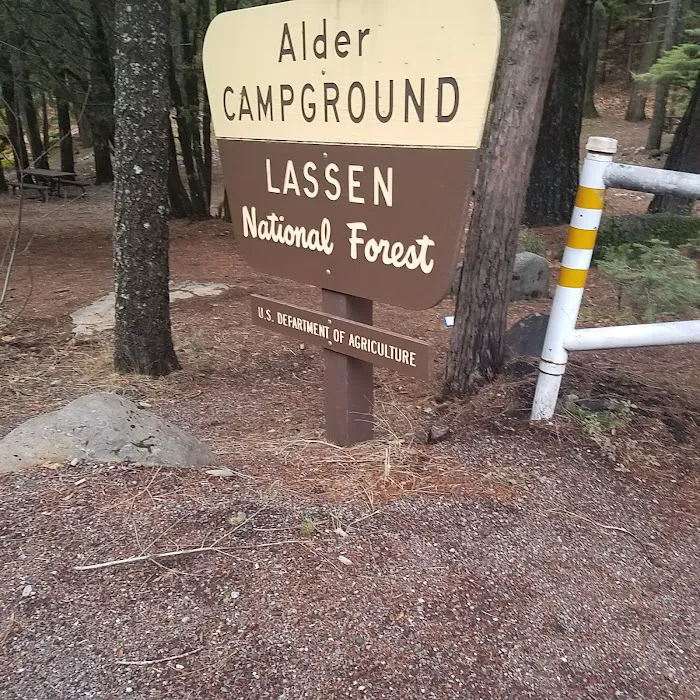 Alder
CAMPGROUND
LASSEN
National Forest
U.S. DEPARTMENT OF AGRICULTURE